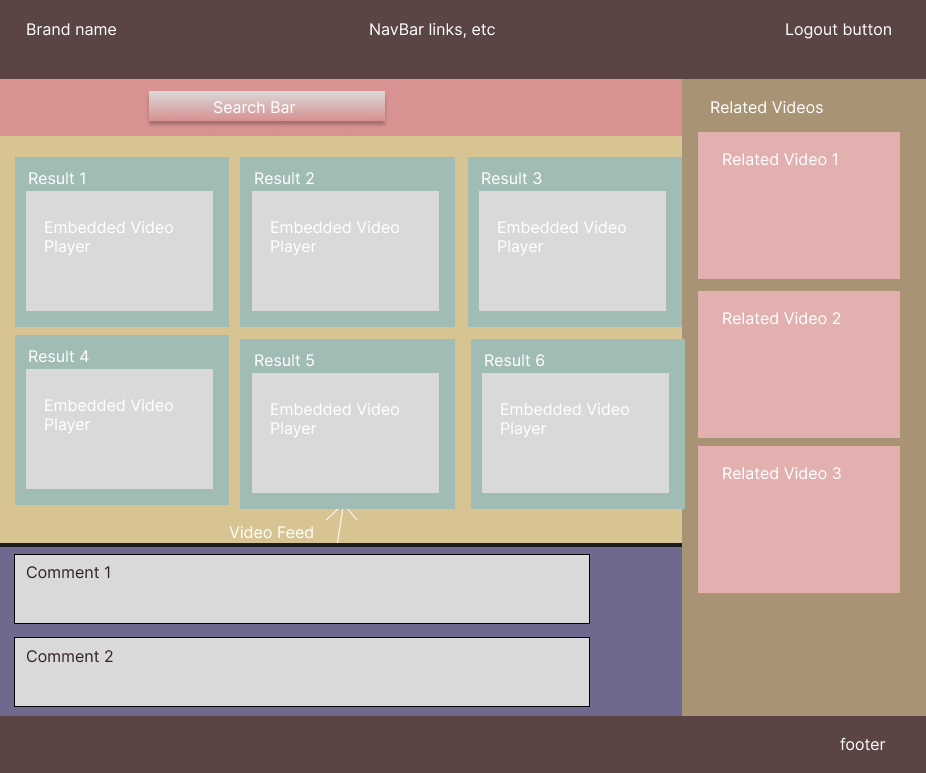 Brand name
NavBar links, etc
Logout button
Search Bar
Related Videos
Result 1
Embedded Video
Player
Result 2
Embedded Video
Player
Result 3
Embedded Video
Player
Result 4
Embedded Video
Player
Result 5
Embedded Video
Player
Result 6
Embedded Video
Player
Video Feed
Related Video 1
Related Video 2
Related Video 3
Comment 1
Comment 2
footer